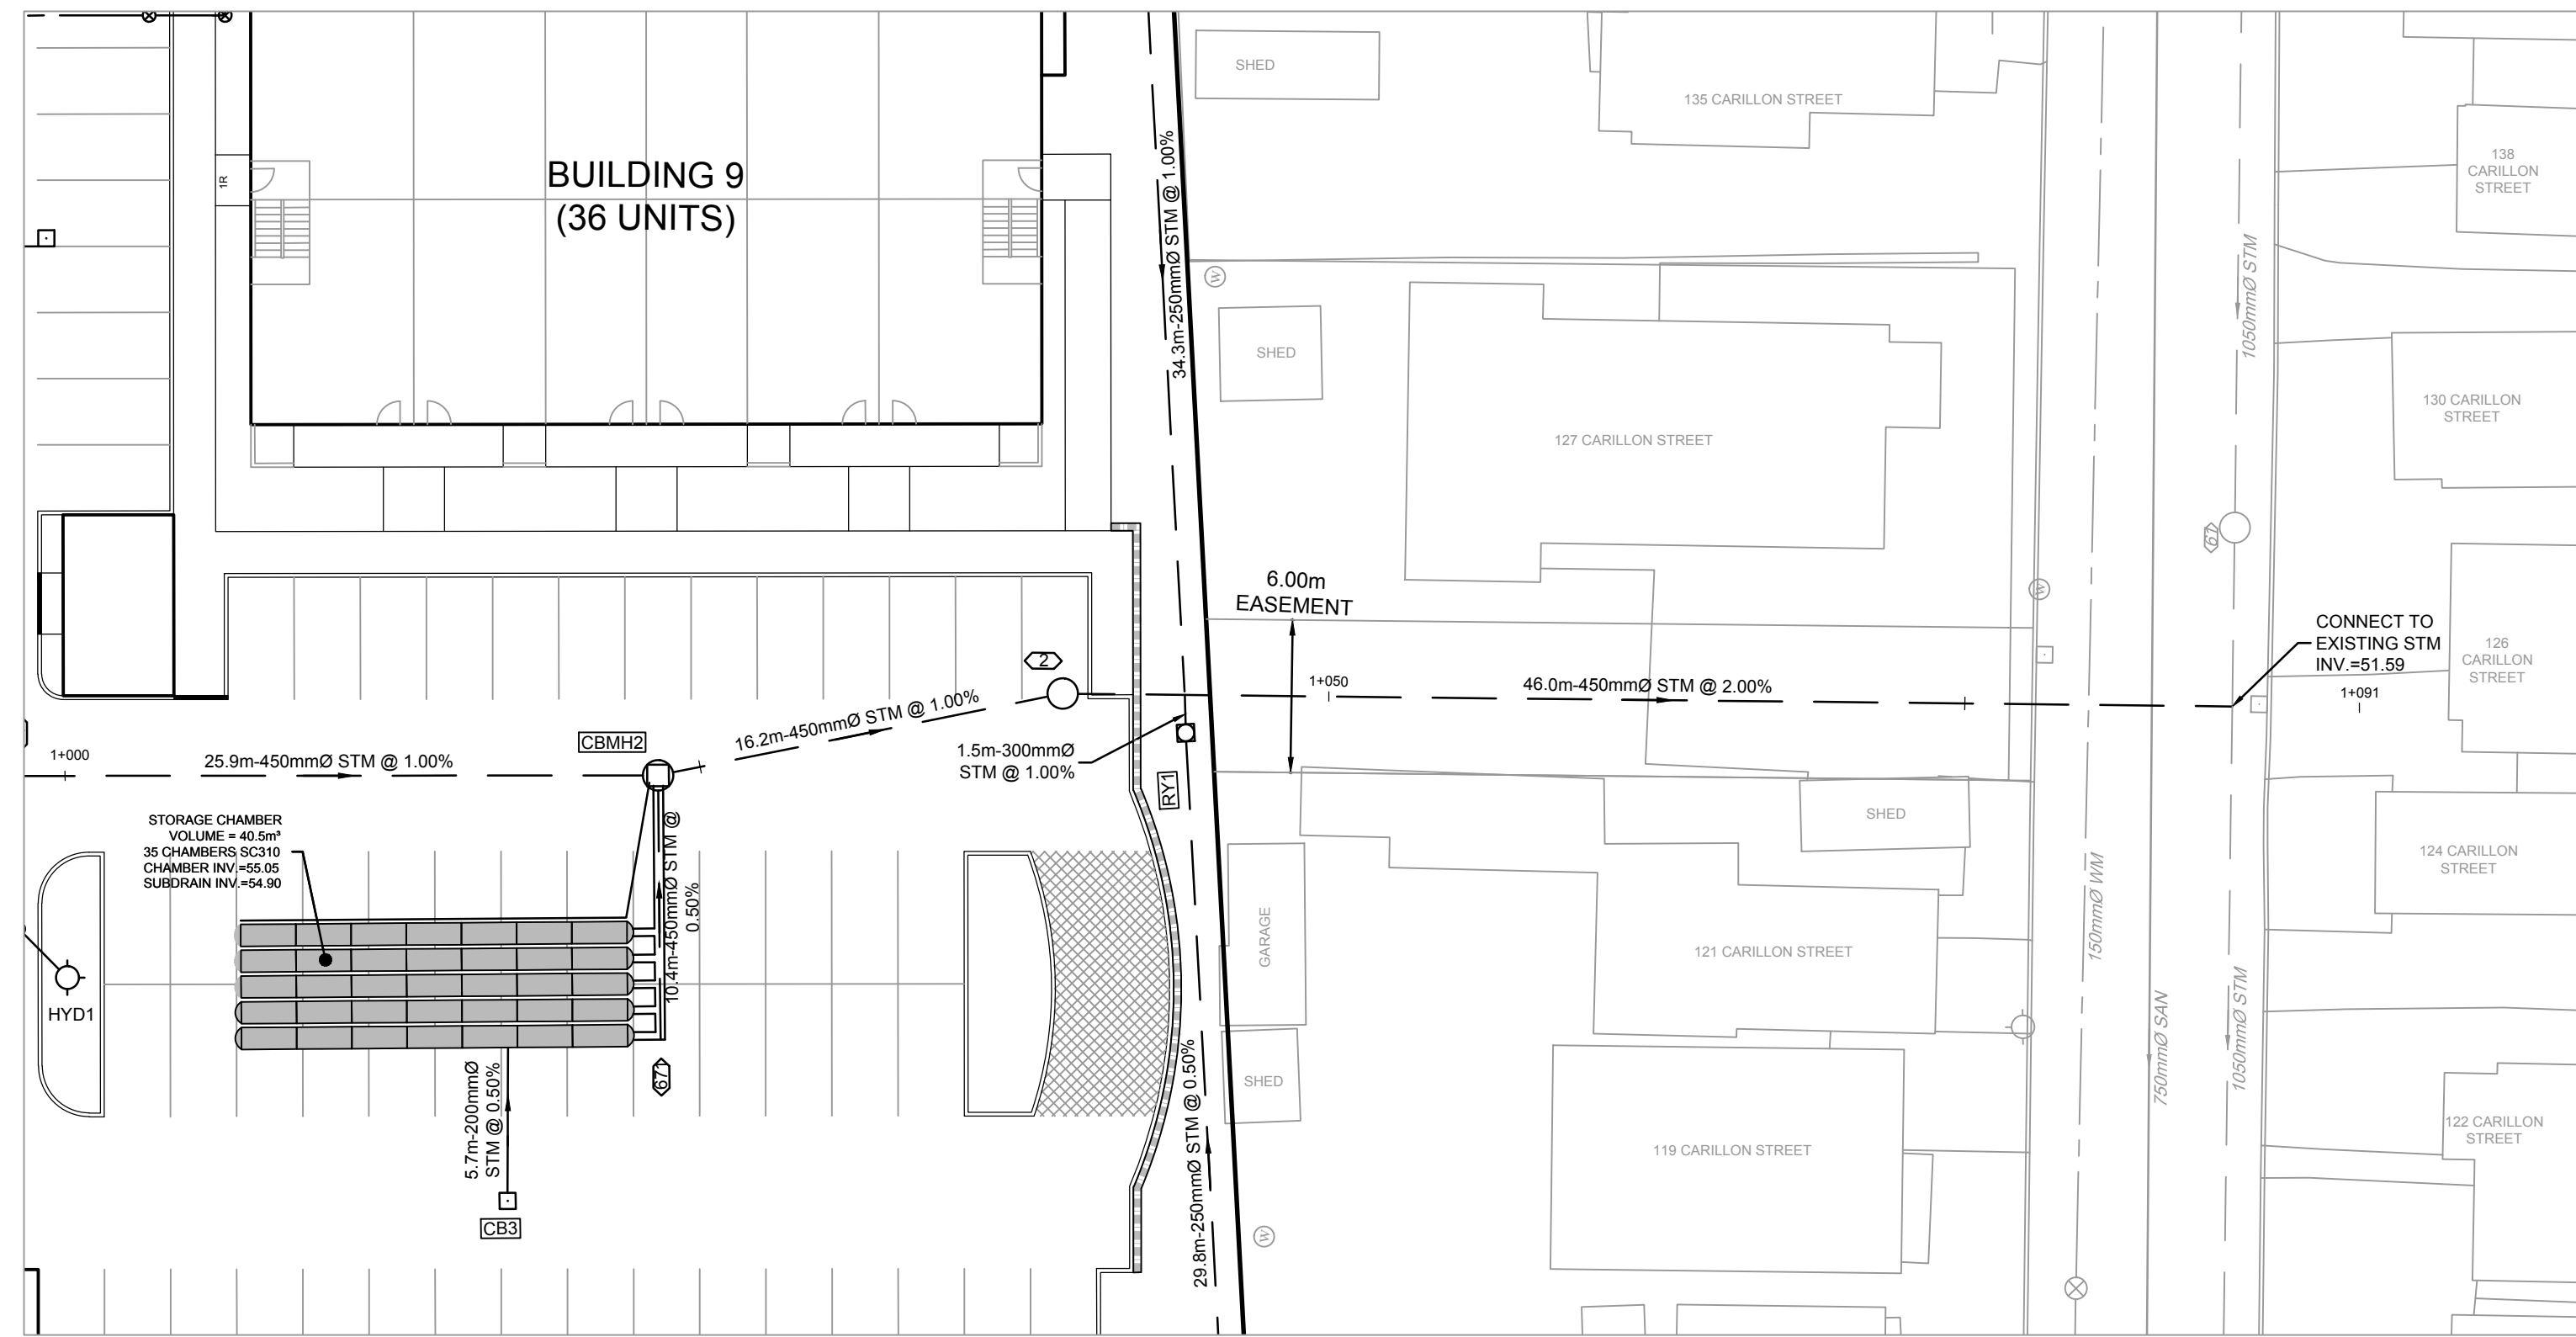 SHED
135 CARILLON STREET
138
CARILLON
STREET
BUILDING 9
(36 UNITS)
1R
34.3m-250mmØ STM @ 1.00%
W
1050mmØ STM
SHED
127 CARILLON STREET
130 CARILLON
STREET
61
W
6.00m
EASEMENT
CONNECT TO
EXISTING STM
INV.=51.59
126
CARILLON
STREET
2
1+050
46.0m-450mmØ STM @ 2.00%
1+091
16.2m-450mmØ STM @ 1.00%
CBMH2
1+000
25.9m-450mmØ STM @ 1.00%
1.5m-300mmØ
STM @ 1.00%
RY1
STORAGE CHAMBER
VOLUME = 40.5m³
35 CHAMBERS SC310
CHAMBER INV.=55.05
SUBDRAIN INV.=54.90
10.4m-450mmØ STM @
0.50%
SHED
124 CARILLON
STREET
GARAGE
121 CARILLON STREET
150mmØ WM
750mmØ SAN
1050mmØ STM
HYD1
671
SHED
5.7m-200mmØ
STM @ 0.50%
29.8m-250mmØ STM @ 0.50%
119 CARILLON STREET
122 CARILLON
STREET
CB3
W